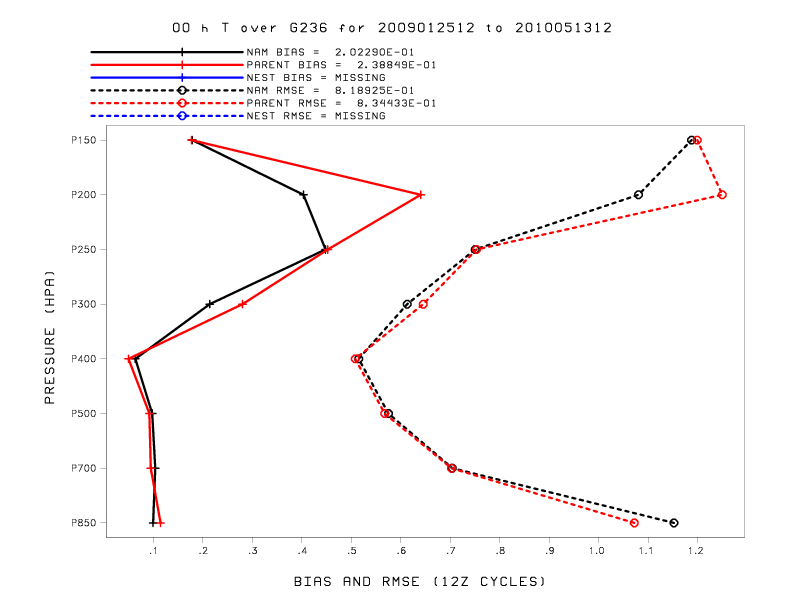 00 h T over G236 for 2009012512 to 2010051312
NAM BIAS = 2.02290E-01
PARENT BIAS = 2.38849E-01
NEST BIAS = MISSING
NAM RMSE = 8.18925E-01
PARENT RMSE = 8.34433E-01
NEST RMSE = MISSING
P150
P200
P250
P300
P400
P500
P700
P850
PRESSURE (HPA)
.1 .2 .3 .4 .5 .6 .7 .8 .9 1.0 1.1 1.2
BIAS AND RMSE (12Z CYCLES)